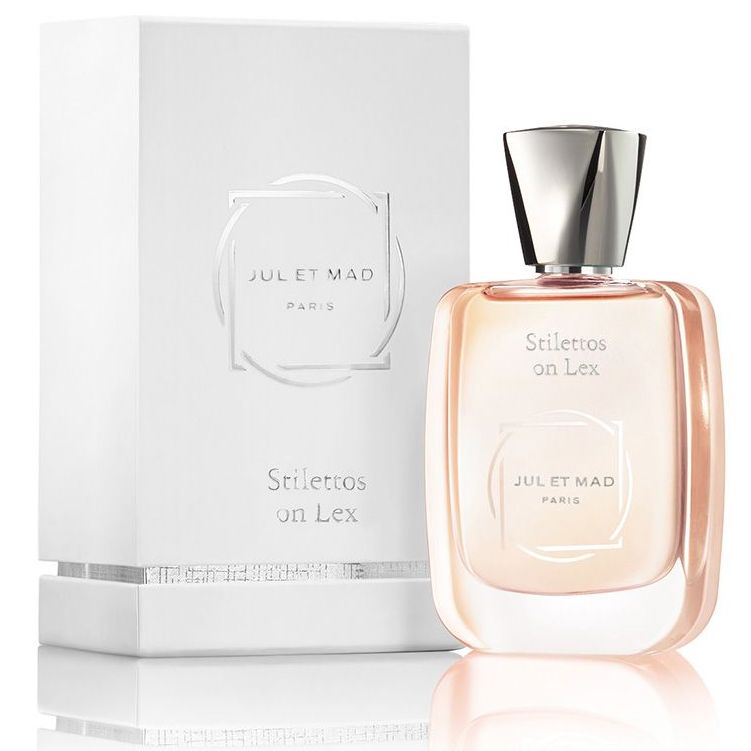 JUL ET MAD
PARIS
Stilettos
on Lex
Stilettos
on Lex
JUL ET MAD
PARIS